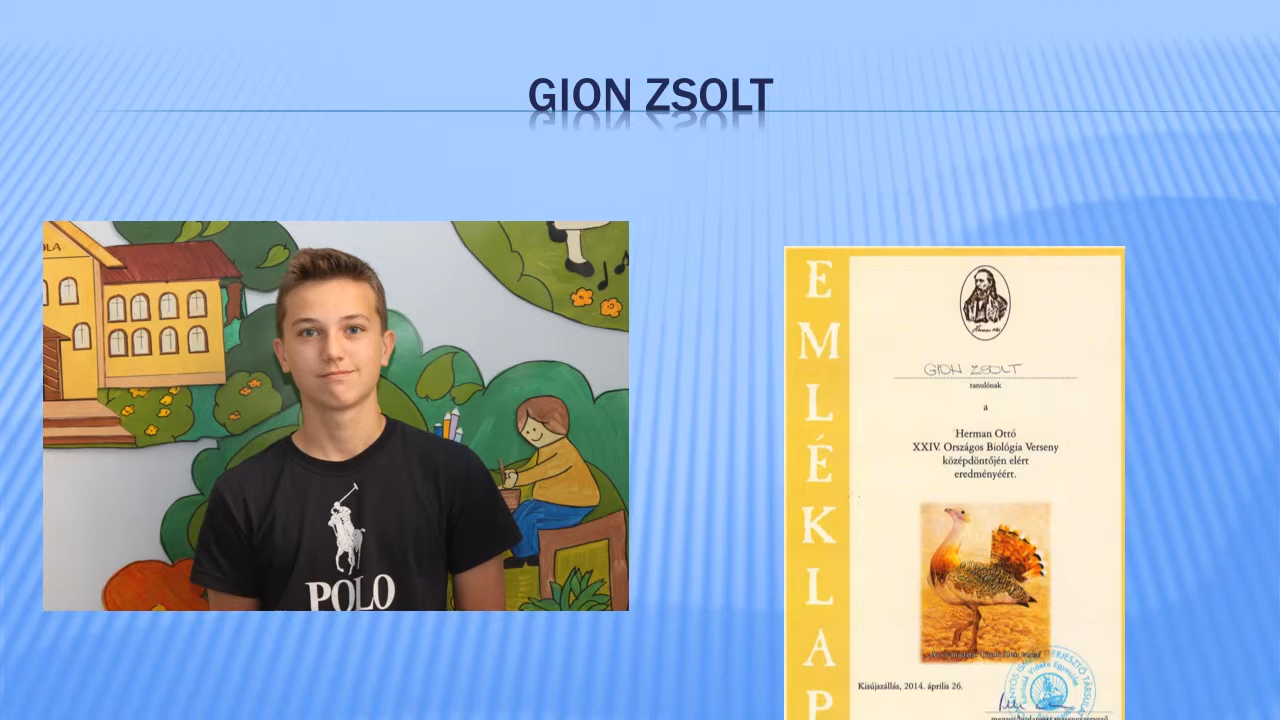 GION ZSOLT
OLA
POLO
EMLÉKLAP
GION ZSOLT
tanulónak
a
Herman Ottó
XXIV. Országos Biológia Verseny
középdöntőjén elért
eredményéért.
Kisújszállás, 2014. április 26.